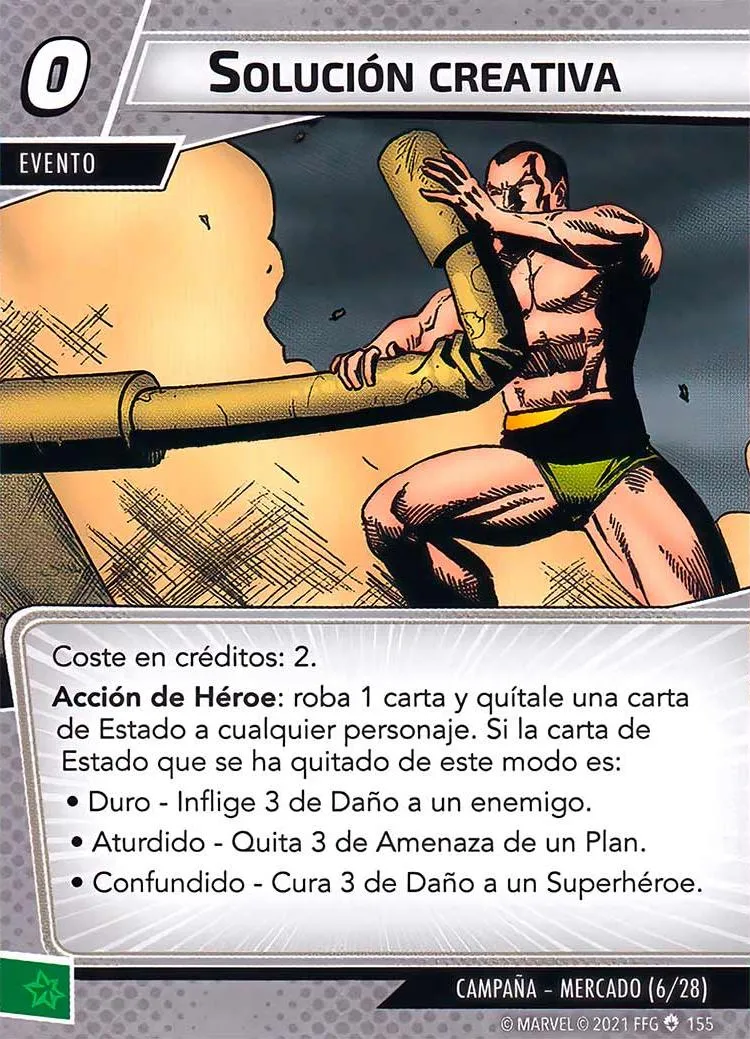 0
SOLUCIÓN CREATIVA
EVENTO
Coste en créditos: 2.
Acción de Héroe: roba 1 carta y quítale una carta
de Estado a cualquier personaje. Si la carta de
Estado que se ha quitado de este modo es:
• Duro - Inflige 3 de Daño a un enemigo.
• Aturdido - Quita 3 de Amenaza de un Plan.
• Confundido - Cura 3 de Daño a un Superhéroe.
CAMPAÑA – MERCADO (6/28)
© MARVEL © 2021 FFG 155